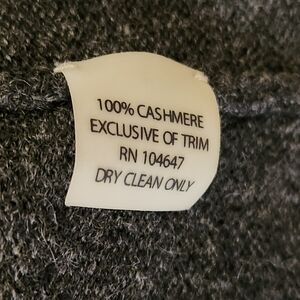 100% CASHMERE
EXCLUSIVE OF TRIM
RN 104647
DRY CLEAN ONLY